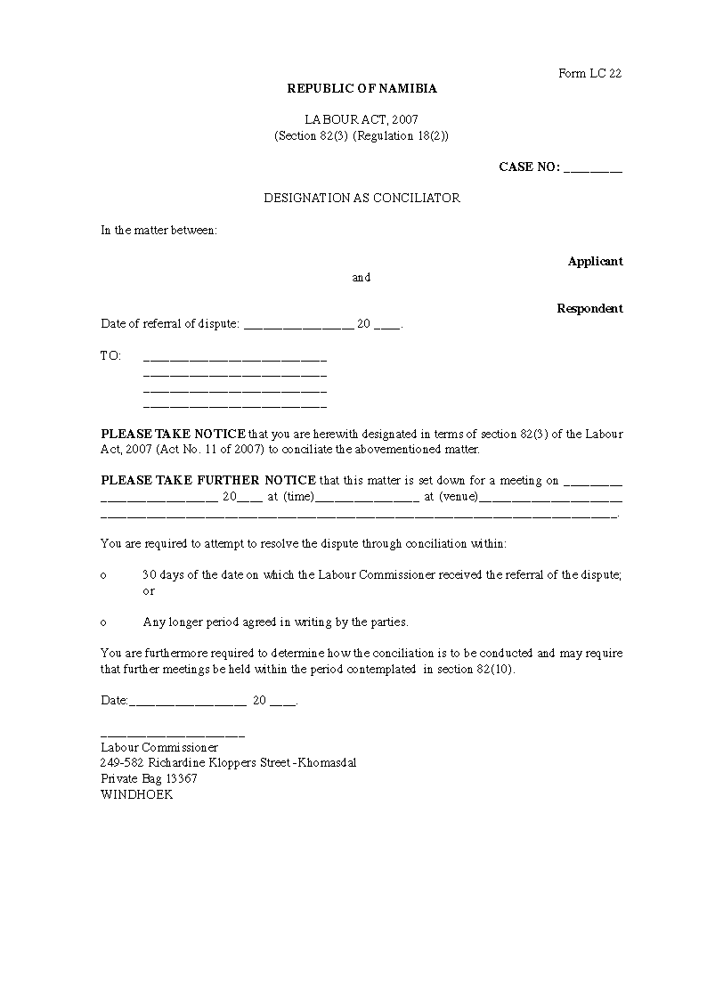 Form LC 22
REPUBLIC OF NAMIBIA
LABOUR ACT, 2007
(Section 82(3) (Regulation 18(2))
CASE NO: _________
DESIGNATION AS CONCILIATOR
In the matter between:
Applicant
and
Respondent
Date of referral of dispute: _________________ 20 ____.
TO: ____________________________
____________________________
____________________________
____________________________
PLEASE TAKE NOTICE that you are herewith designated in terms of section 82(3) of the Labour
Act, 2007 (Act No. 11 of 2007) to conciliate the abovementioned matter.
PLEASE TAKE FURTHER NOTICE that this matter is set down for a meeting on _________
__________________ 20____ at (time)________________ at (venue)______________________
_______________________________________________________________________________.
You are required to attempt to resolve the dispute through conciliation within:
o 30 days of the date on which the Labour Commissioner received the referral of the dispute;
or
o Any longer period agreed in writing by the parties.
You are furthermore required to determine how the conciliation is to be conducted and may require
that further meetings be held within the period contemplated in section 82(10).
Date:__________________ 20 ____.
______________________
Labour Commissioner
249-582 Richardine Kloppers Street -Khomasdal
Private Bag 13367
WINDHOEK